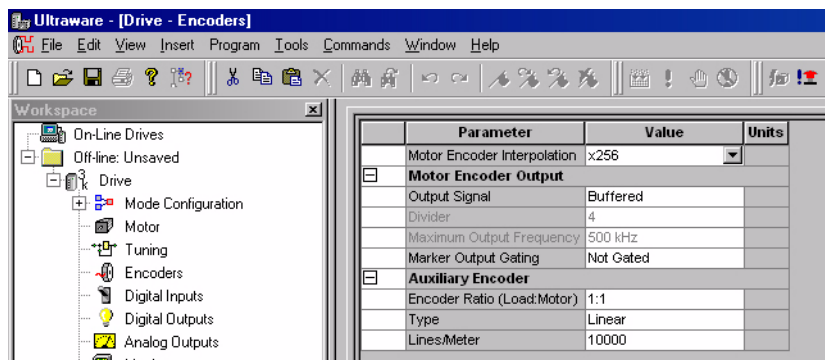 Ultraware - [Drive - Encoders]
File Edit View Insert Program Tools Commands Window Help
Workspace
On-Line Drives
Off-line: Unsaved
Drive
Mode Configuration
Motor
Tuning
Encoders
Digital Inputs
Digital Outputs
Analog Outputs
Parameter Value Units
Motor Encoder Interpolation x256
Motor Encoder Output
Output Signal Buffered
Divider 4
Maximum Output Frequency 500 kHz
Marker Output Gating Not Gated
Auxiliary Encoder
Encoder Ratio (Load:Motor) 1:1
Type Linear
Lines/Meter 10000